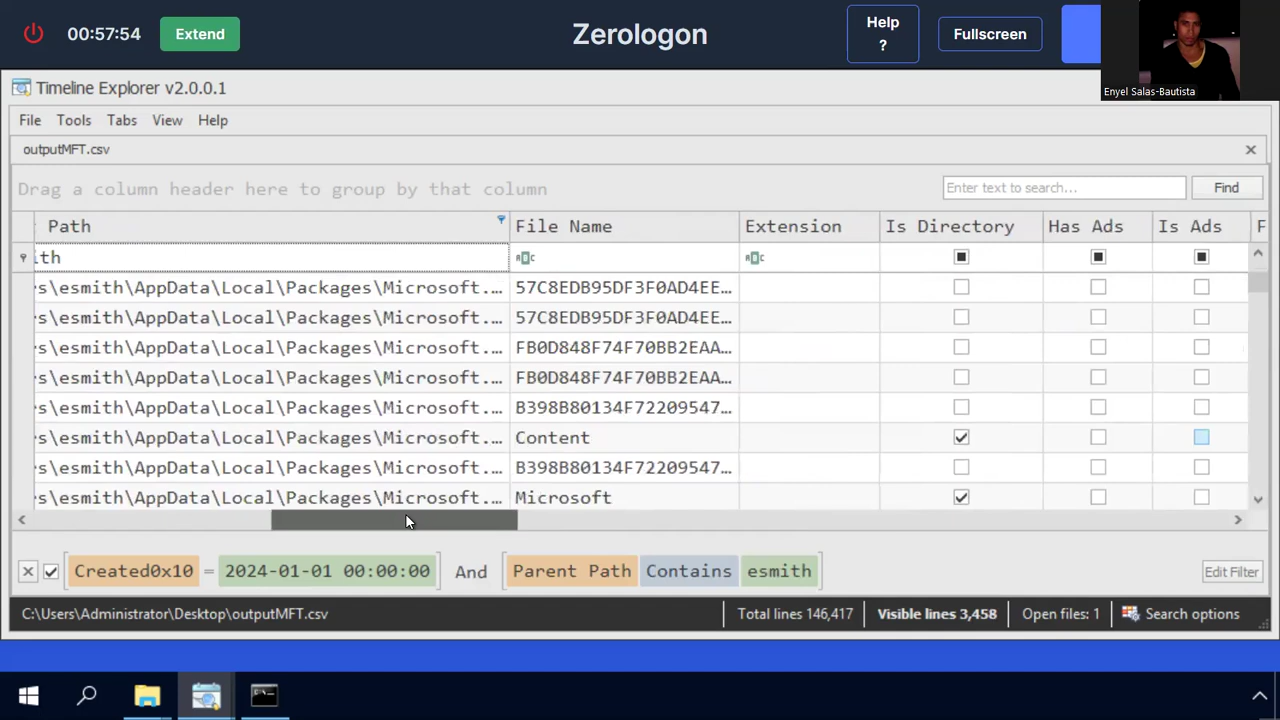 00:57:54
Extend
Zerologon
Help
?
Fullscreen
Enyel Salas-Bautista
Timeline Explorer v2.0.0.1
File Tools Tabs View Help
outputMFT.csv
Drag a column header here to group by that column
Enter text to search...
Find
Path File Name Extension Is Directory Has Ads Is Ads F
ith
s\esmith\AppData\Local\Packages\Microsoft.... 57C8EDB95DF3F0AD4EE...
s\esmith\AppData\Local\Packages\Microsoft.... 57C8EDB95DF3F0AD4EE...
s\esmith\AppData\Local\Packages\Microsoft.... FB0D848F74F70BB2EAA...
s\esmith\AppData\Local\Packages\Microsoft.... FB0D848F74F70BB2EAA...
s\esmith\AppData\Local\Packages\Microsoft.... B398B80134F72209547...
s\esmith\AppData\Local\Packages\Microsoft.... Content
s\esmith\AppData\Local\Packages\Microsoft.... B398B80134F72209547...
s\esmith\AppData\Local\Packages\Microsoft.... Microsoft
Created0x10 = 2024-01-01 00:00:00 And Parent Path Contains esmith
Edit Filter
C:\Users\Administrator\Desktop\outputMFT.csv
Total lines 146,417 Visible lines 3,458 Open files: 1 Search options